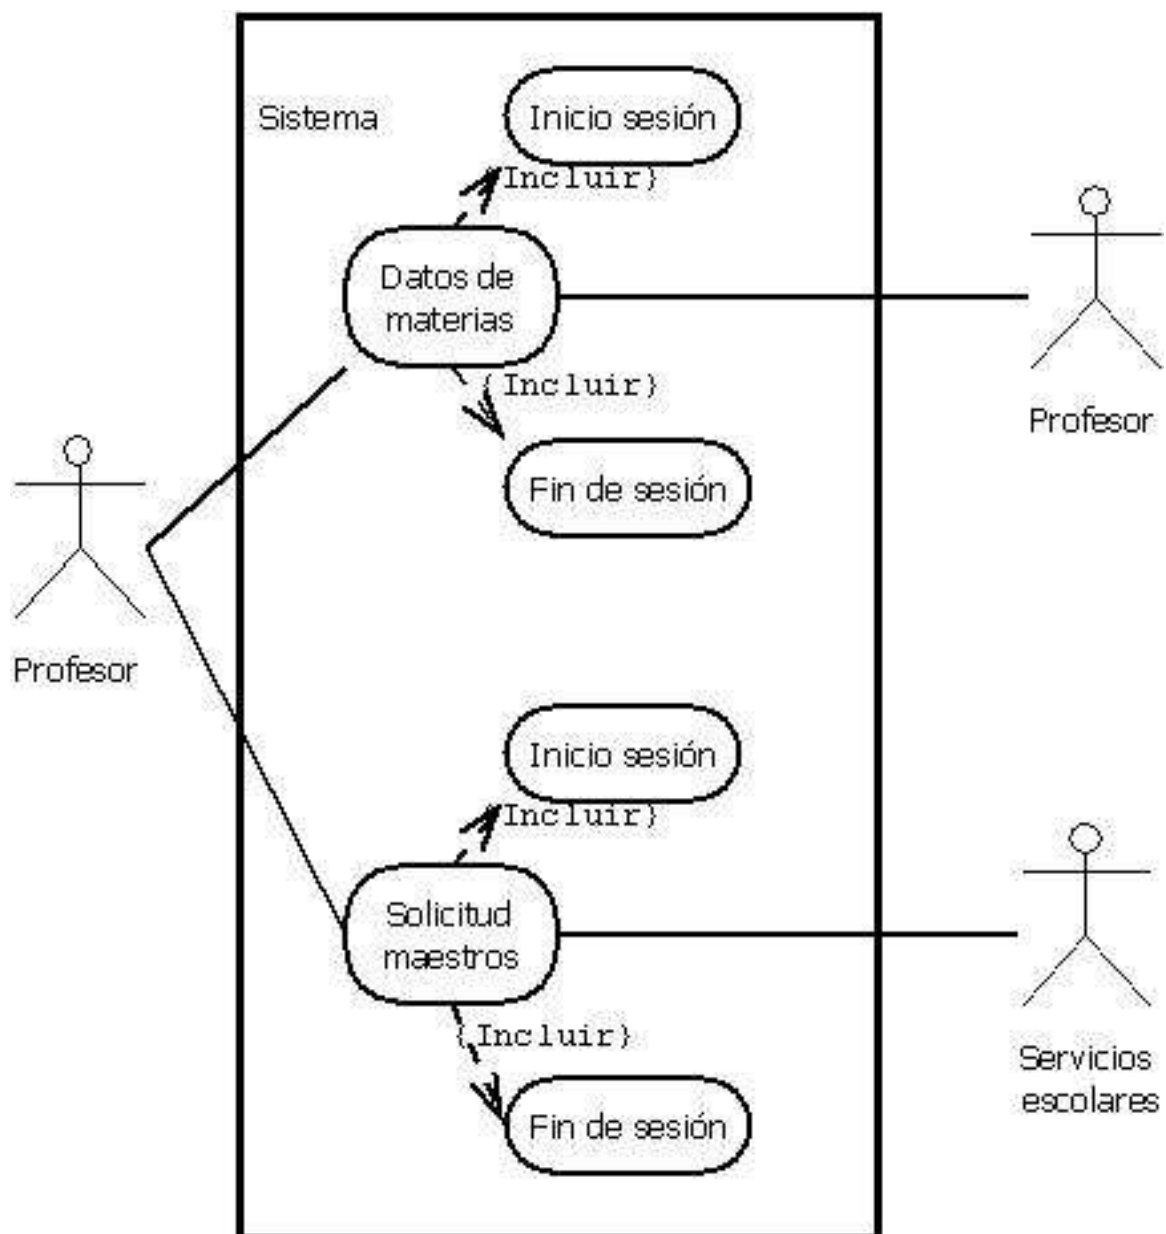 Sistema
Inicio sesión
Incluir}
Datos de
materias
{Incluir}
Profesor
Fin de sesión
Profesor
Inicio sesión
Incluir}
Solicitud
maestros
{Incluir}
Servicios
escolares
Fin de sesión